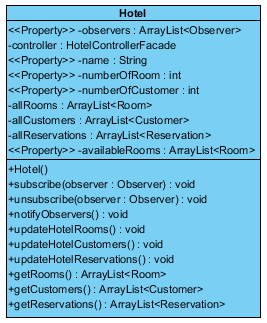 Hotel
<<Property>> -observers : ArrayList<Observer>
-controller : HotelControllerFacade
<<Property>> -name : String
<<Property>> -numberOfRoom : int
<<Property>> -numberOfCustomer : int
-allRooms : ArrayList<Room>
-allCustomers : ArrayList<Customer>
-allReservations : ArrayList<Reservation>
<<Property>> -availableRooms : ArrayList<Room>
+Hotel()
+subscribe(observer : Observer) : void
+unsubscribe(observer : Observer) : void
+notifyObservers() : void
+updateHotelRooms() : void
+updateHotelCustomers() : void
+updateHotelReservations() : void
+getRooms() : ArrayList<Room>
+getCustomers() : ArrayList<Customer>
+getReservations() : ArrayList<Reservation>